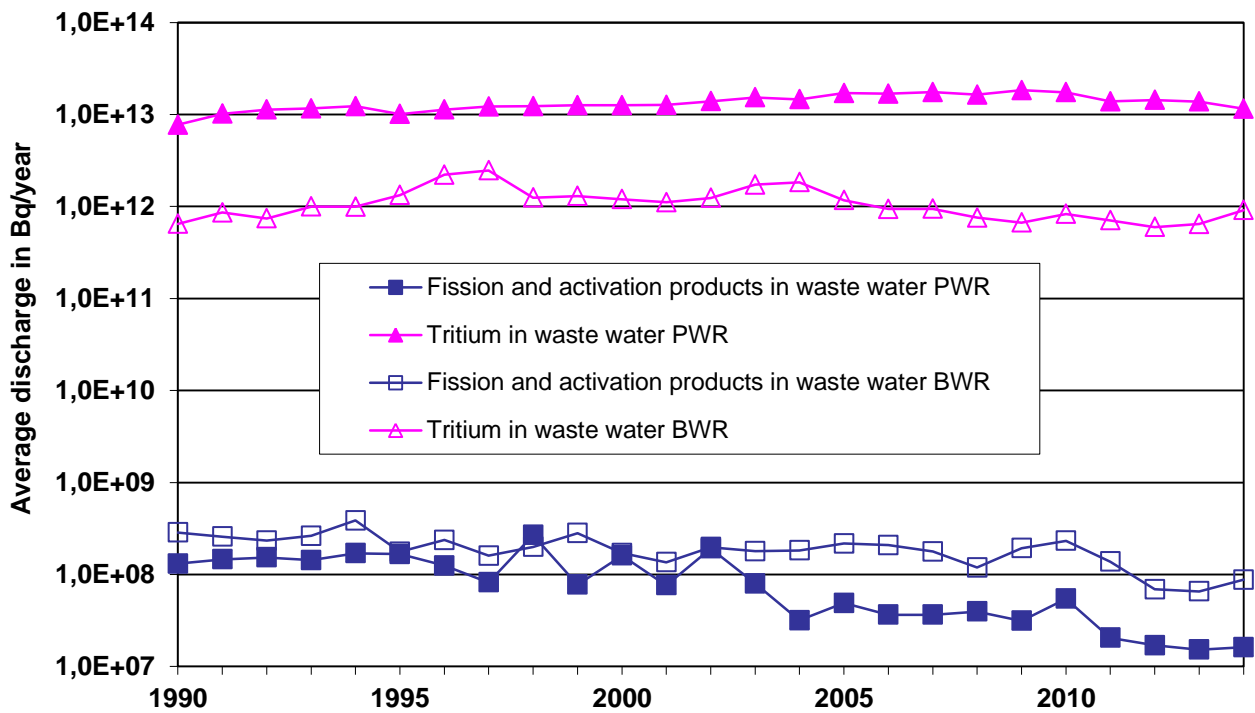 Average discharge in Bq/year
1,0E+14
1,0E+13
1,0E+12
1,0E+11
1,0E+10
1,0E+09
1,0E+08
1,0E+07
Fission and activation products in waste water PWR
Tritium in waste water PWR
Fission and activation products in waste water BWR
Tritium in waste water BWR
1990 1995 2000 2005 2010